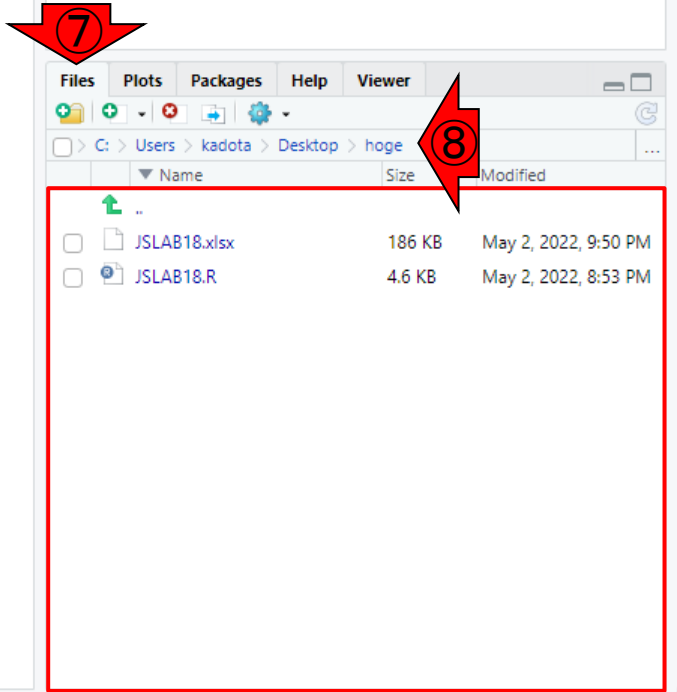 ⑦
Files Plots Packages Help Viewer
C: > Users > kadota > Desktop > hoge
⑧
...
Name Size Modified
..
JSLAB18.xlsx 186 KB May 2, 2022, 9:50 PM
JSLAB18.R 4.6 KB May 2, 2022, 8:53 PM